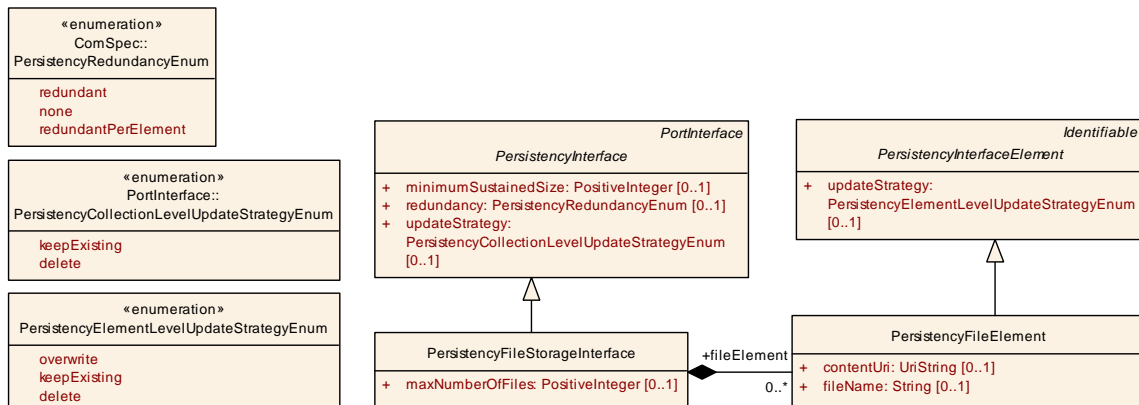 «enumeration»
ComSpec::
PersistencyRedundancyEnum
redundant
none
redundantPerElement
«enumeration»
PortInterface::
PersistencyCollectionLevelUpdateStrategyEnum
keepExisting
delete
«enumeration»
PersistencyElementLevelUpdateStrategyEnum
overwrite
keepExisting
delete
PortInterface
PersistencyInterface
+ minimumSustainedSize: PositiveInteger [0..1]
+ redundancy: PersistencyRedundancyEnum [0..1]
+ updateStrategy:
PersistencyCollectionLevelUpdateStrategyEnum
[0..1]
Identifiable
PersistencyInterfaceElement
+ updateStrategy:
PersistencyElementLevelUpdateStrategyEnum
[0..1]
PersistencyFileStorageInterface
+ maxNumberOfFiles: PositiveInteger [0..1]
+fileElement
0..*
PersistencyFileElement
+ contentUri: UriString [0..1]
+ fileName: String [0..1]